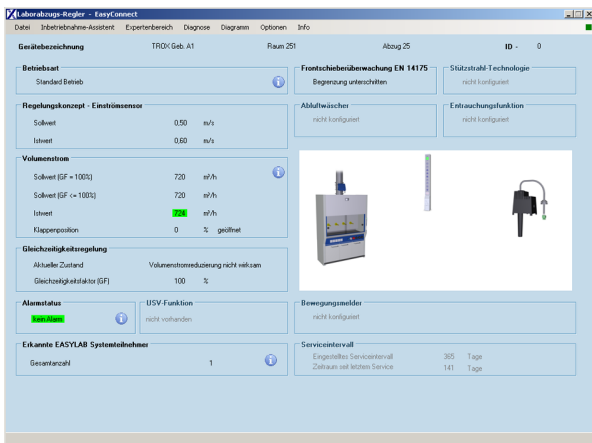 Laborabzugs-Regler - EasyConnect
Datei Inbetriebnahme-Assistent Expertenbereich Diagnose Diagramm Optionen Info
Gerätebezeichnung TROX Geb. A1 Raum 251 Abzug 25 ID - 0
Betriebsart
Standard Betrieb
Frontschieberüberwachung EN 14175
Begrenzung unterschritten
Stützstrahl-Technologie
nicht konfiguriert
Regelungskonzept - Einströmsensor
Sollwert 0,50 m/s
Istwert 0,60 m/s
Abluftwäscher
nicht konfiguriert
Entrauchungsfunktion
nicht konfiguriert
Volumenstrom
Sollwert (GF = 100%) 720 m³/h
Sollwert (GF <= 100%) 720 m³/h
Istwert 724 m³/h
Klappenposition 0 % geöffnet
Gleichzeitigkeitsregelung
Aktueller Zustand Volumenstromreduzierung nicht wirksam
Gleichzeitigkeitsfaktor (GF) 100 %
Alarmstatus
kein Alarm
USV-Funktion
nicht vorhanden
Bewegungsmelder
nicht konfiguriert
Erkannte EASYLAB Systemteilnehmer
Gesamtanzahl 1
Serviceintervall
Eingestelltes Serviceintervall 365 Tage
Zeitraum seit letztem Service 141 Tage